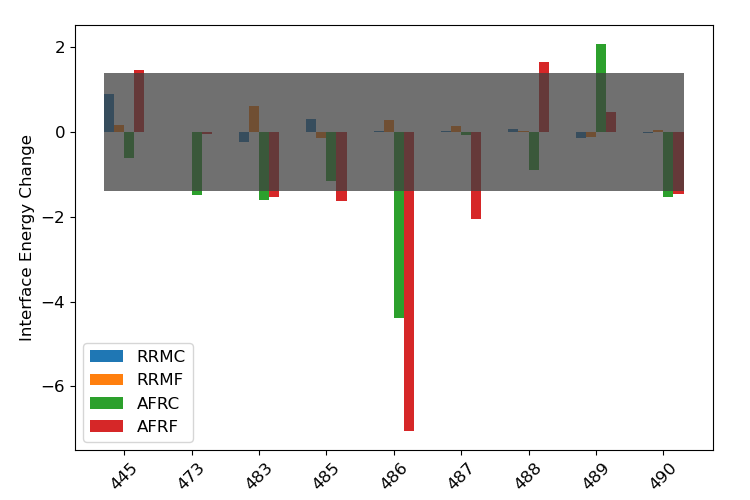 Interface Energy Change
2
0
−2
−4
−6
RRMC
RRMF
AFRC
AFRF
445 473 483 485 486 487 488 489 490